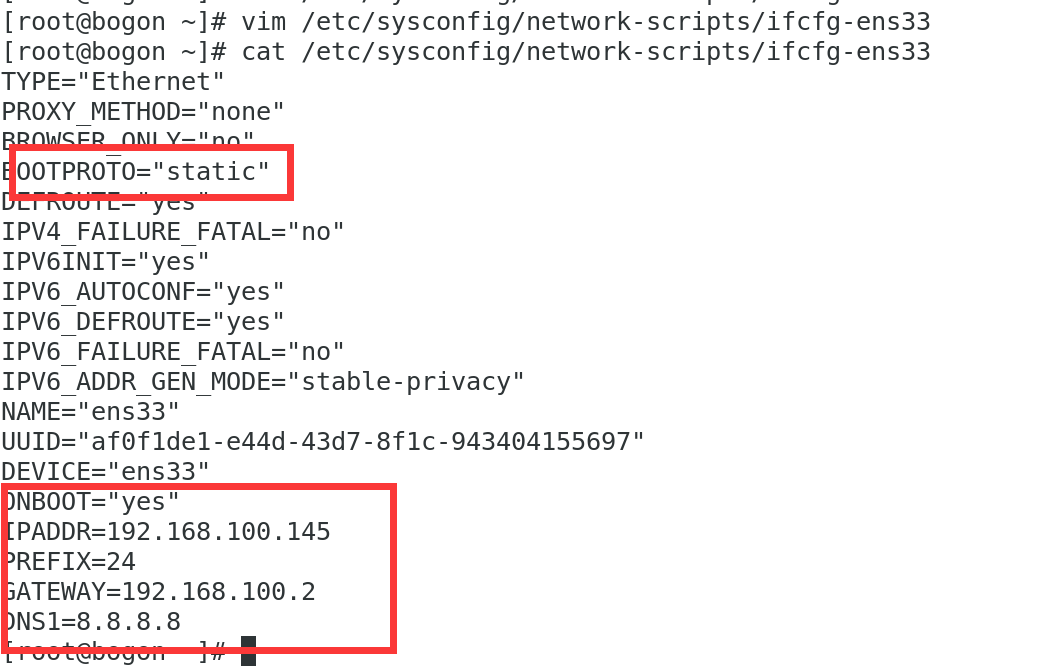 [root@bogon ~]# vim /etc/sysconfig/network-scripts/ifcfg-ens33
[root@bogon ~]# cat /etc/sysconfig/network-scripts/ifcfg-ens33
TYPE="Ethernet"
PROXY_METHOD="none"
BROWSER_ONLY="no"
BOOTPROTO="static"
DEFROUTE="yes"
IPV4_FAILURE_FATAL="no"
IPV6INIT="yes"
IPV6_AUTOCONF="yes"
IPV6_DEFROUTE="yes"
IPV6_FAILURE_FATAL="no"
IPV6_ADDR_GEN_MODE="stable-privacy"
NAME="ens33"
UUID="af0f1de1-e44d-43d7-8f1c-943404155697"
DEVICE="ens33"
ONBOOT="yes"
IPADDR=192.168.100.145
PREFIX=24
GATEWAY=192.168.100.2
DNS1=8.8.8.8
[root@bogon ~]#